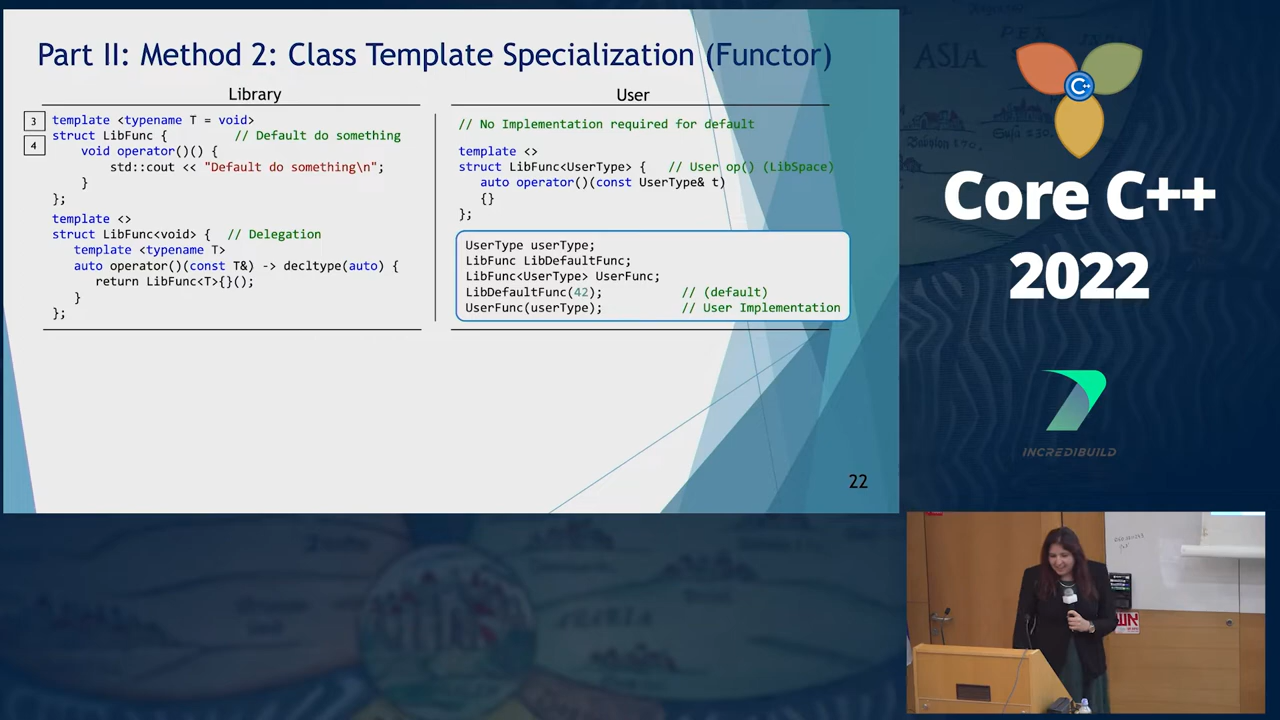 Part II: Method 2: Class Template Specialization (Functor)
Library
3
4
template <typename T = void>
struct LibFunc { // Default do something
void operator()() {
std::cout << "Default do something\n";
}
};
template <>
struct LibFunc<void> { // Delegation
template <typename T>
auto operator()(const T&) -> decltype(auto) {
return LibFunc<T>{}();
}
};
User
// No Implementation required for default
template <>
struct LibFunc<UserType> { // User op() (LibSpace)
auto operator()(const UserType& t)
{}
};
UserType userType;
LibFunc LibDefaultFunc;
LibFunc<UserType> UserFunc;
LibDefaultFunc(42); // (default)
UserFunc(userType); // User Implementation
22
ASIA
C++
Core C++
2022
INCREDIBUILD